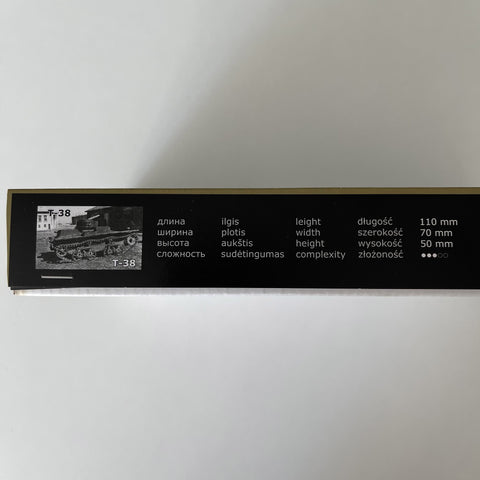 T-38
T-38
длина ilgis leight długość 110 mm
ширина plotis width szerokość 70 mm
высота aukštis height wysokość 50 mm
сложность sudėtingumas complexity złożoność